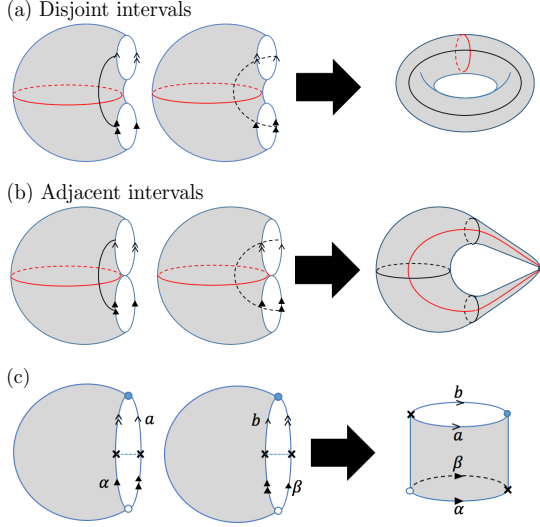 (a) Disjoint intervals
(b) Adjacent intervals
(c)
a
b
b
a
α
β
β
α